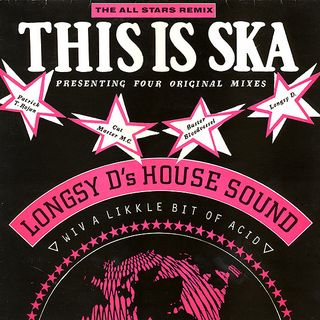 THE ALL STARS REMIX
THIS IS SKA
PRESENTING FOUR ORIGINAL MIXES
Patrick
T. Rajon
Cut
Master M.C.
Buster
Bloodvessel
Longsy D.
LONGSY D's HOUSE SOUND
WIV A LIKKLE BIT OF ACID